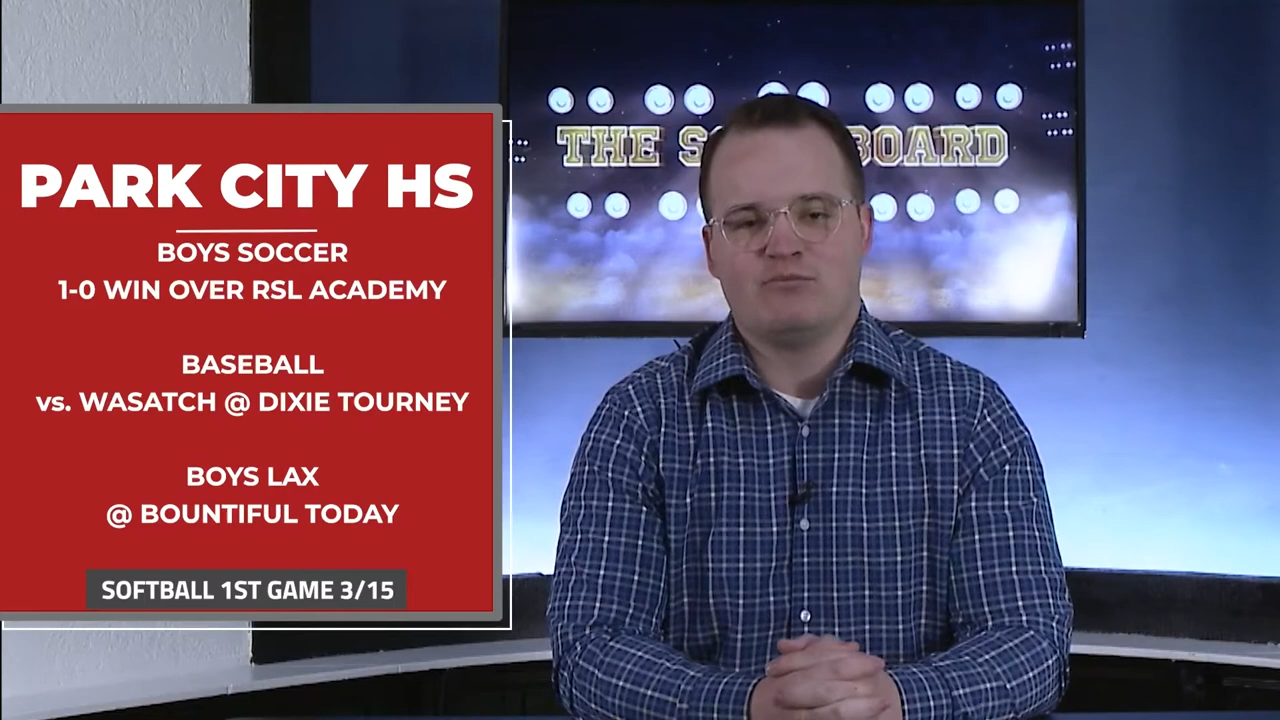 PARK CITY HS
BOYS SOCCER
1-0 WIN OVER RSL ACADEMY
BASEBALL
vs. WASATCH @ DIXIE TOURNEY
BOYS LAX
@ BOUNTIFUL TODAY
SOFTBALL 1ST GAME 3/15
THE S BOARD